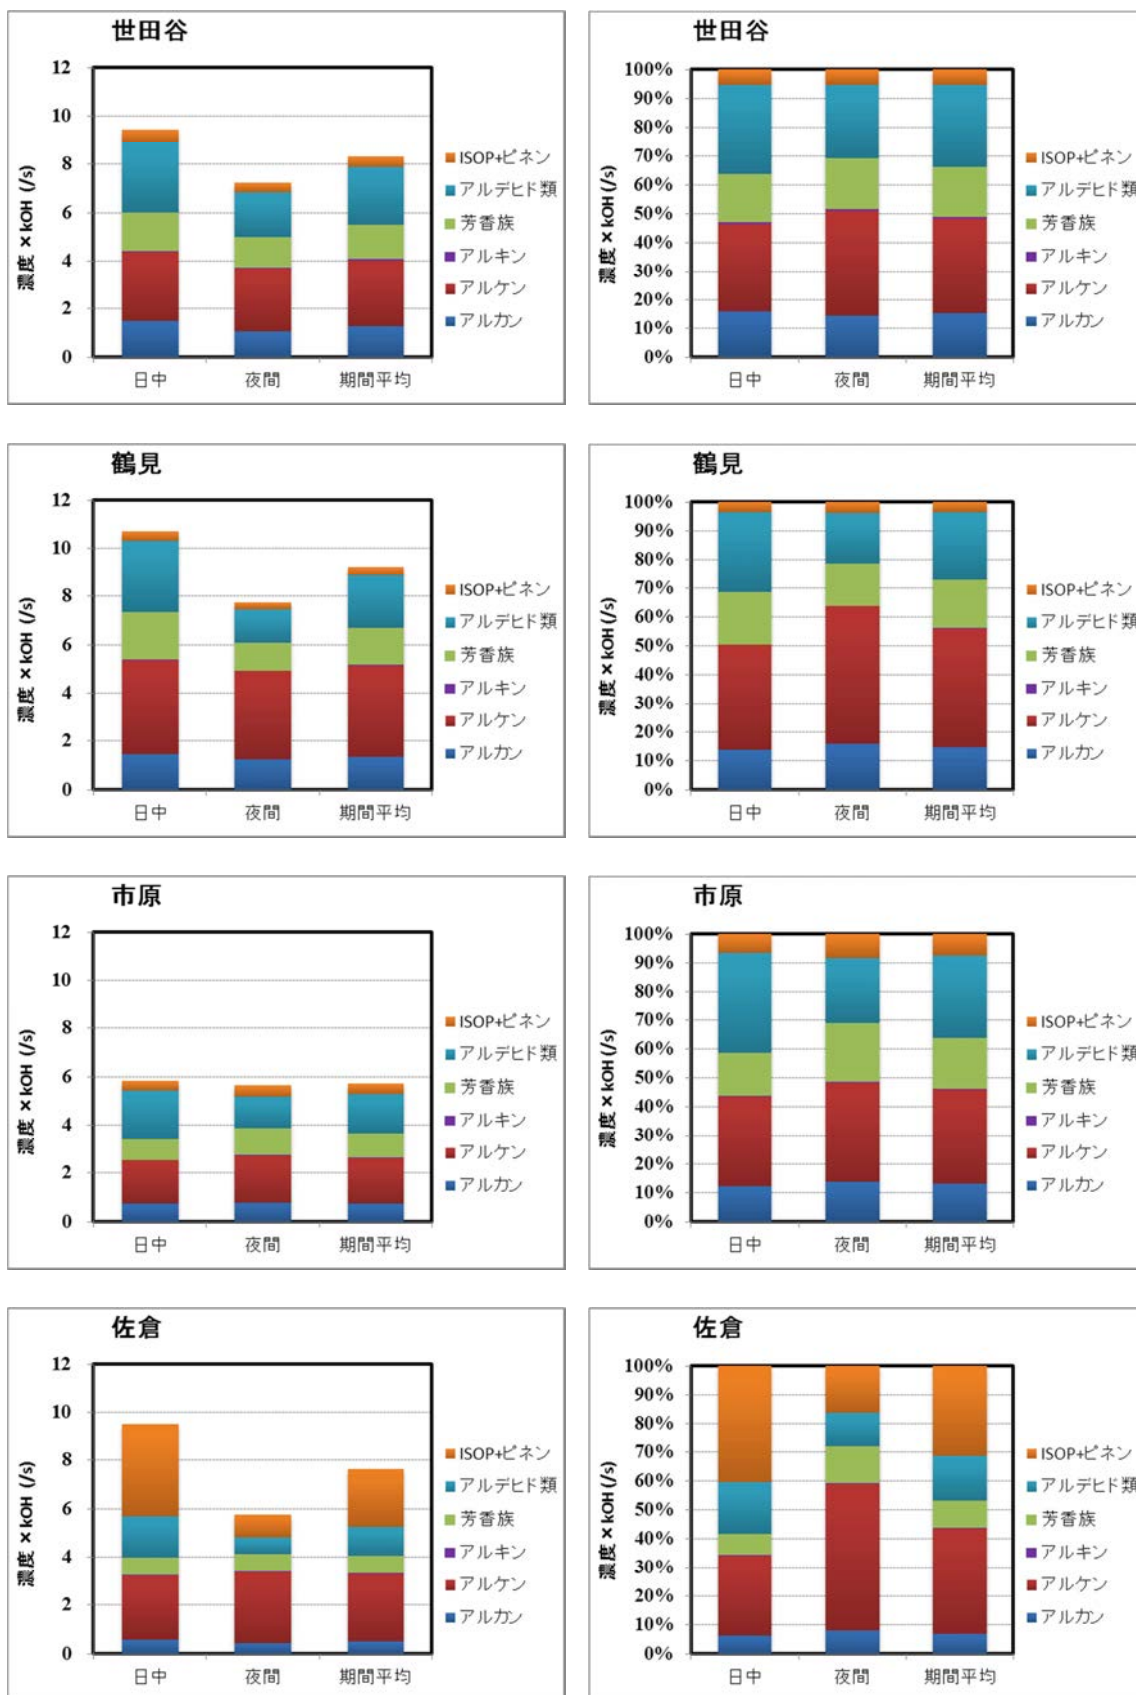 世田谷
12
10
8
6
4
2
0
濃度×kOH (/s)
日中 夜間 期間平均
ISOP+ピネン
アルデヒド類
芳香族
アルキン
アルケン
アルカン
世田谷
100%
90%
80%
70%
60%
50%
40%
30%
20%
10%
0%
濃度×kOH (/s)
日中 夜間 期間平均
ISOP+ピネン
アルデヒド類
芳香族
アルキン
アルケン
アルカン
鶴見
12
10
8
6
4
2
0
濃度×kOH (/s)
日中 夜間 期間平均
ISOP+ピネン
アルデヒド類
芳香族
アルキン
アルケン
アルカン
鶴見
100%
90%
80%
70%
60%
50%
40%
30%
20%
10%
0%
濃度×kOH (/s)
日中 夜間 期間平均
ISOP+ピネン
アルデヒド類
芳香族
アルキン
アルケン
アルカン
市原
12
10
8
6
4
2
0
濃度×kOH (/s)
日中 夜間 期間平均
ISOP+ピネン
アルデヒド類
芳香族
アルキン
アルケン
アルカン
市原
100%
90%
80%
70%
60%
50%
40%
30%
20%
10%
0%
濃度×kOH (/s)
日中 夜間 期間平均
ISOP+ピネン
アルデヒド類
芳香族
アルキン
アルケン
アルカン
佐倉
12
10
8
6
4
2
0
濃度×kOH (/s)
日中 夜間 期間平均
ISOP+ピネン
アルデヒド類
芳香族
アルキン
アルケン
アルカン
佐倉
100%
90%
80%
70%
60%
50%
40%
30%
20%
10%
0%
濃度×kOH (/s)
日中 夜間 期間平均
ISOP+ピネン
アルデヒド類
芳香族
アルキン
アルケン
アルカン